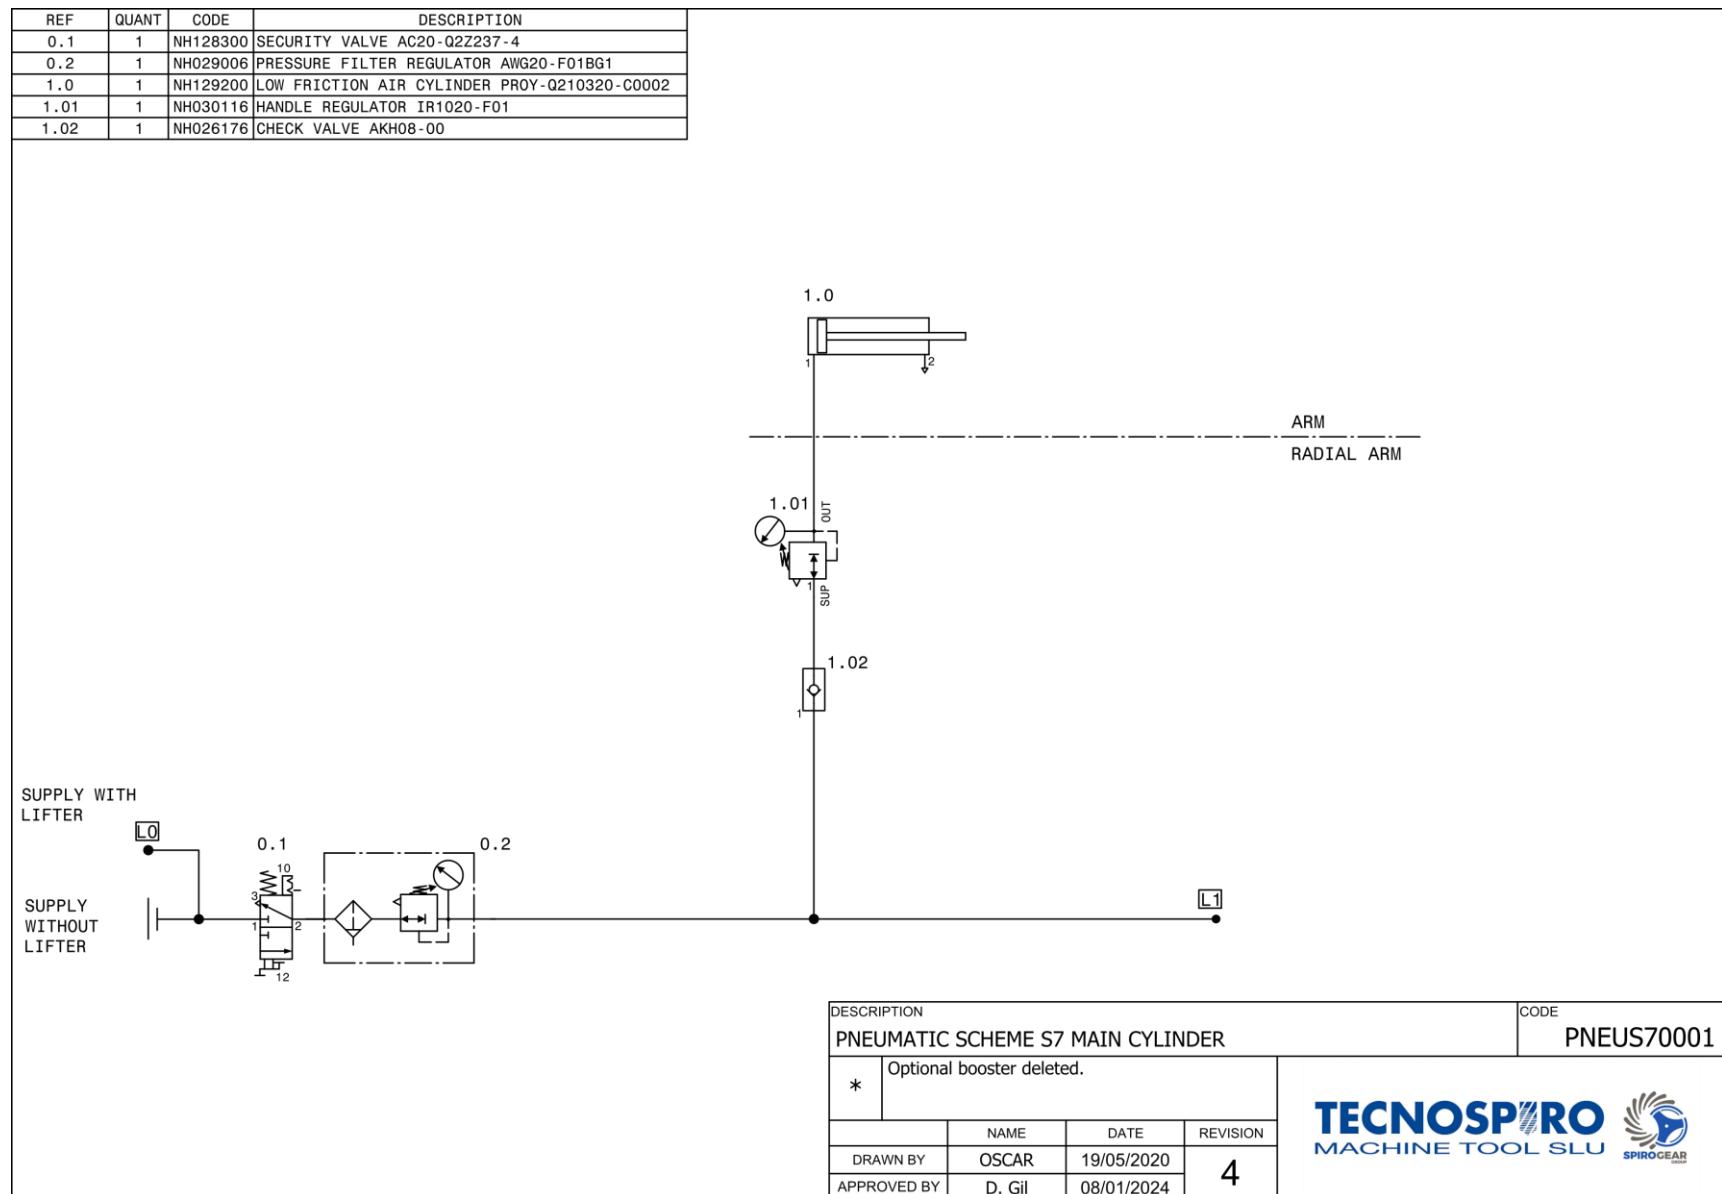 REF QUANT CODE DESCRIPTION
0.1 1 NH128300 SECURITY VALVE AC20-Q2Z237-4
0.2 1 NH029006 PRESSURE FILTER REGULATOR AWG20-F01BG1
1.0 1 NH129200 LOW FRICTION AIR CYLINDER PROY-Q210320-C0002
1.01 1 NH030116 HANDLE REGULATOR IR1020-F01
1.02 1 NH026176 CHECK VALVE AKH08-00
1.0
1 2
ARM
RADIAL ARM
1.01
OUT
1
SUP
1.02
1
SUPPLY WITH
LIFTER
L0
0.1
0.2
10
3
1 2
12
SUPPLY
WITHOUT
LIFTER
L1
DESCRIPTION
PNEUMATIC SCHEME S7 MAIN CYLINDER
CODE
PNEUS70001
* Optional booster deleted.
NAME DATE REVISION
DRAWN BY OSCAR 19/05/2020
4
APPROVED BY D. Gil 08/01/2024
TECNOSPIRO
MACHINE TOOL SLU
SPIROGEAR
GROUP